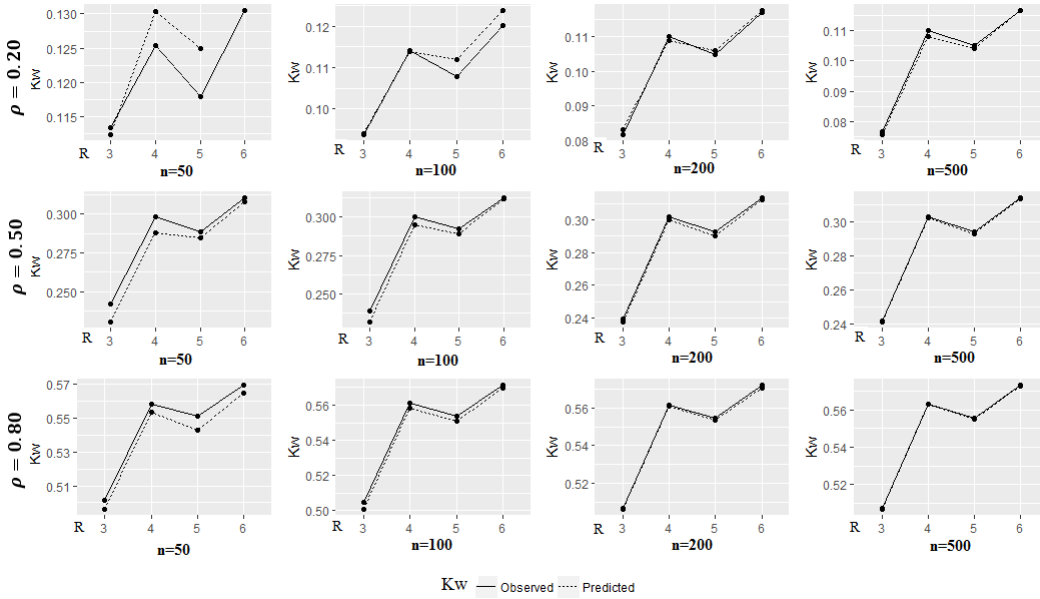 ρ = 0.20
Kw
0.130
0.125
0.120
0.115
R 3 4 5 6
n=50
Kw
0.12
0.11
0.10
R 3 4 5 6
n=100
Kw
0.11
0.10
0.09
0.08
R 3 4 5 6
n=200
Kw
0.11
0.10
0.09
0.08
R 3 4 5 6
n=500
ρ = 0.50
Kw
0.300
0.275
0.250
R 3 4 5 6
n=50
Kw
0.300
0.275
0.250
R 3 4 5 6
n=100
Kw
0.30
0.28
0.26
0.24
R 3 4 5 6
n=200
Kw
0.30
0.28
0.26
0.24
R 3 4 5 6
n=500
ρ = 0.80
Kw
0.57
0.55
0.53
0.51
R 3 4 5 6
n=50
Kw
0.56
0.54
0.52
0.50
R 3 4 5 6
n=100
Kw
0.56
0.54
0.52
R 3 4 5 6
n=200
Kw
0.56
0.54
0.52
R 3 4 5 6
n=500
Kw Observed Predicted